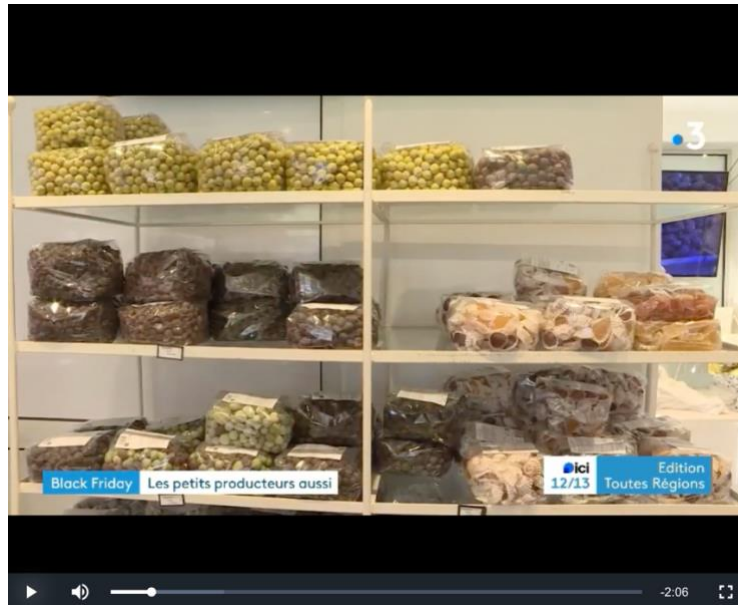 3
Black Friday Les petits producteurs aussi
ici
12/13
Edition
Toutes Régions
-2:06